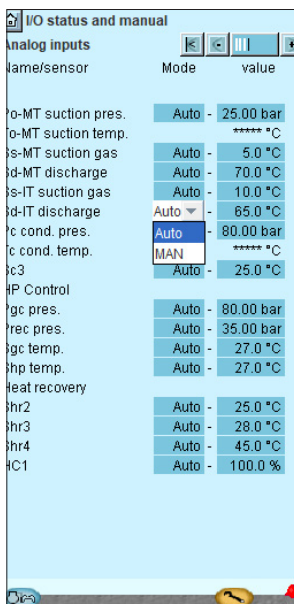 I/O status and manual
Analog inputs
Name/sensor Mode value
Po-MT suction pres. Auto - 25.00 bar
To-MT suction temp. ***** °C
Ss-MT suction gas Auto - 5.0 °C
Sd-MT discharge Auto - 70.0 °C
Ss-IT suction gas Auto - 10.0 °C
Sd-IT discharge Auto - 65.0 °C
Pc cond. pres. Auto - 80.00 bar
Tc cond. temp. MAN ***** °C
Sc3 Auto - 25.0 °C
HP Control
Pgc pres. Auto - 80.00 bar
Prec pres. Auto - 35.00 bar
Sgc temp. Auto - 27.0 °C
Shp temp. Auto - 27.0 °C
Heat recovery
Shr2 Auto - 25.0 °C
Shr3 Auto - 28.0 °C
Shr4 Auto - 45.0 °C
HC1 Auto - 100.0 %